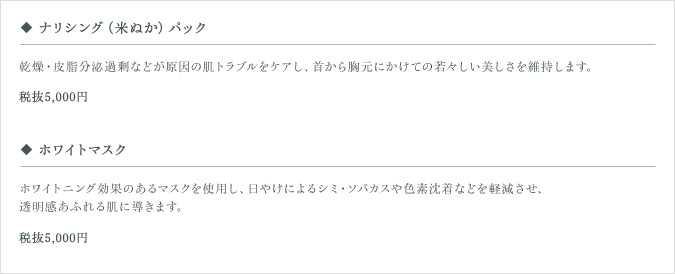 ◆ ナリシング（米ぬか）パック
乾燥・皮脂分泌過剰などが原因の肌トラブルをケアし、首から胸元にかけての若々しい美しさを維持します。
税抜5,000円
◆ ホワイトマスク
ホワイトニング効果のあるマスクを使用し、日やけによるシミ・ソバカスや色素沈着などを軽減させ、
透明感あふれる肌に導きます。
税抜5,000円